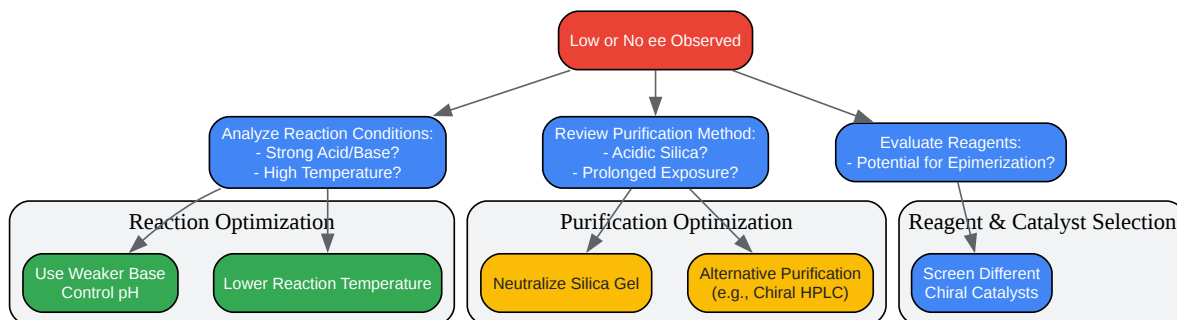 Low or No ee Observed
Analyze Reaction Conditions:
- Strong Acid/Base?
- High Temperature?
Review Purification Method:
- Acidic Silica?
- Prolonged Exposure?
Evaluate Reagents:
- Potential for Epimerization?
Reaction Optimization
Purification Optimization
Reagent & Catalyst Selection
Use Weaker Base
Control pH
Lower Reaction Temperature
Neutralize Silica Gel
Alternative Purification
(e.g., Chiral HPLC)
Screen Different
Chiral Catalysts